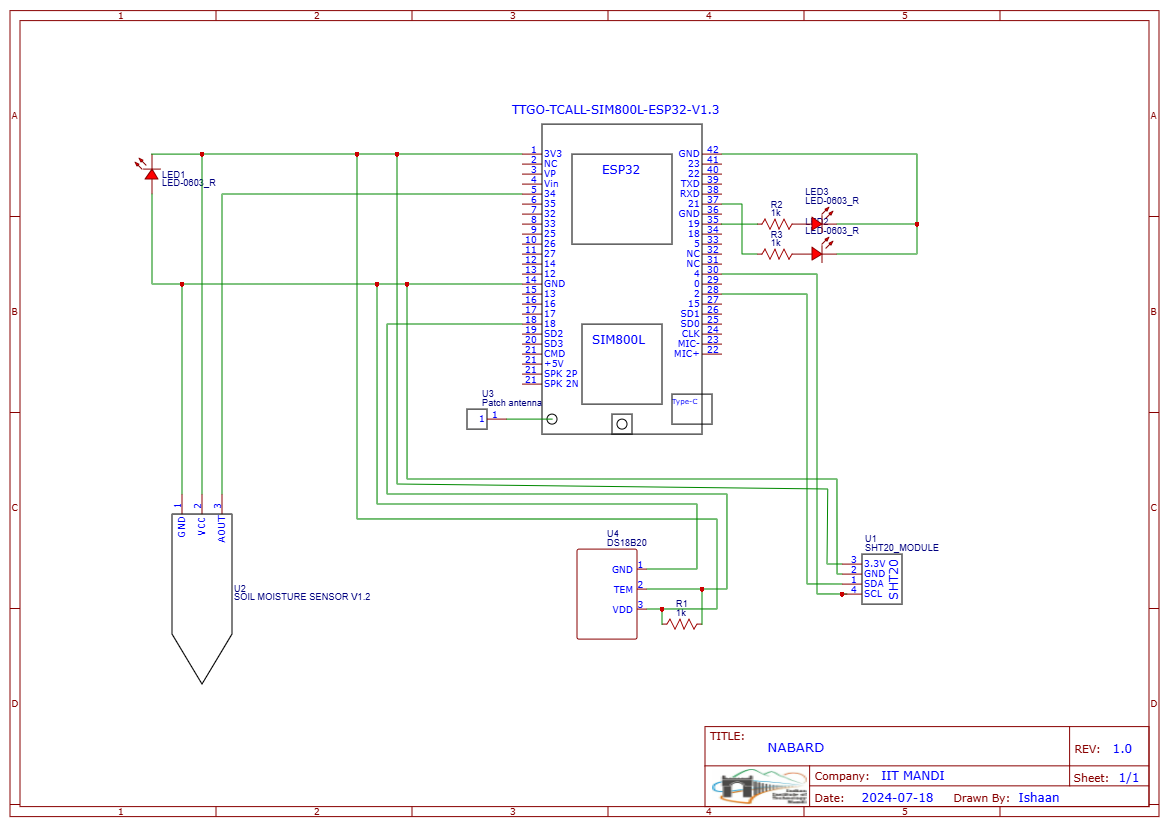 1 2 3 4 5
A A
B B
C C
D D
TTGO-TCALL-SIM800L-ESP32-V1.3
ESP32
SIM800L
Type-C
1 3V3
2 NC
3 VP
4 Vin
5 34
6 35
7 32
8 33
9 25
10 26
11 27
12 14
13 12
14 GND
15 13
16 16
17 17
18 18
19 SD2
20 SD3
21 CMD
21 +5V
21 SPK 2P
21 SPK 2N
GND 42
23 41
22 40
TXD 39
RXD 38
21 37
GND 36
19 35
18 34
5 33
NC 32
NC 31
4 30
0 29
2 28
15 27
SD1 26
SD0 25
CLK 24
MIC- 23
MIC+ 22
LED1
LED-0603_R
R2
1k
R3
1k
LED3
LED-0603_R
LED2
LED-0603_R
U3
Patch antenna
1 1
1 2 3
GND VCC AOUT
U2
SOIL MOISTURE SENSOR V1.2
U4
DS18B20
GND 1
TEM 2
VDD 3
R1
1k
U1
SHT20_MODULE
3 3.3V
2 GND
1 SDA
4 SCL
SHT20
TITLE:
NABARD
REV: 1.0
Company: IIT MANDI
Sheet: 1/1
Date: 2024-07-18 Drawn By: Ishaan
Indian
Institute of
Technology
Mandi
1 2 3 4 5